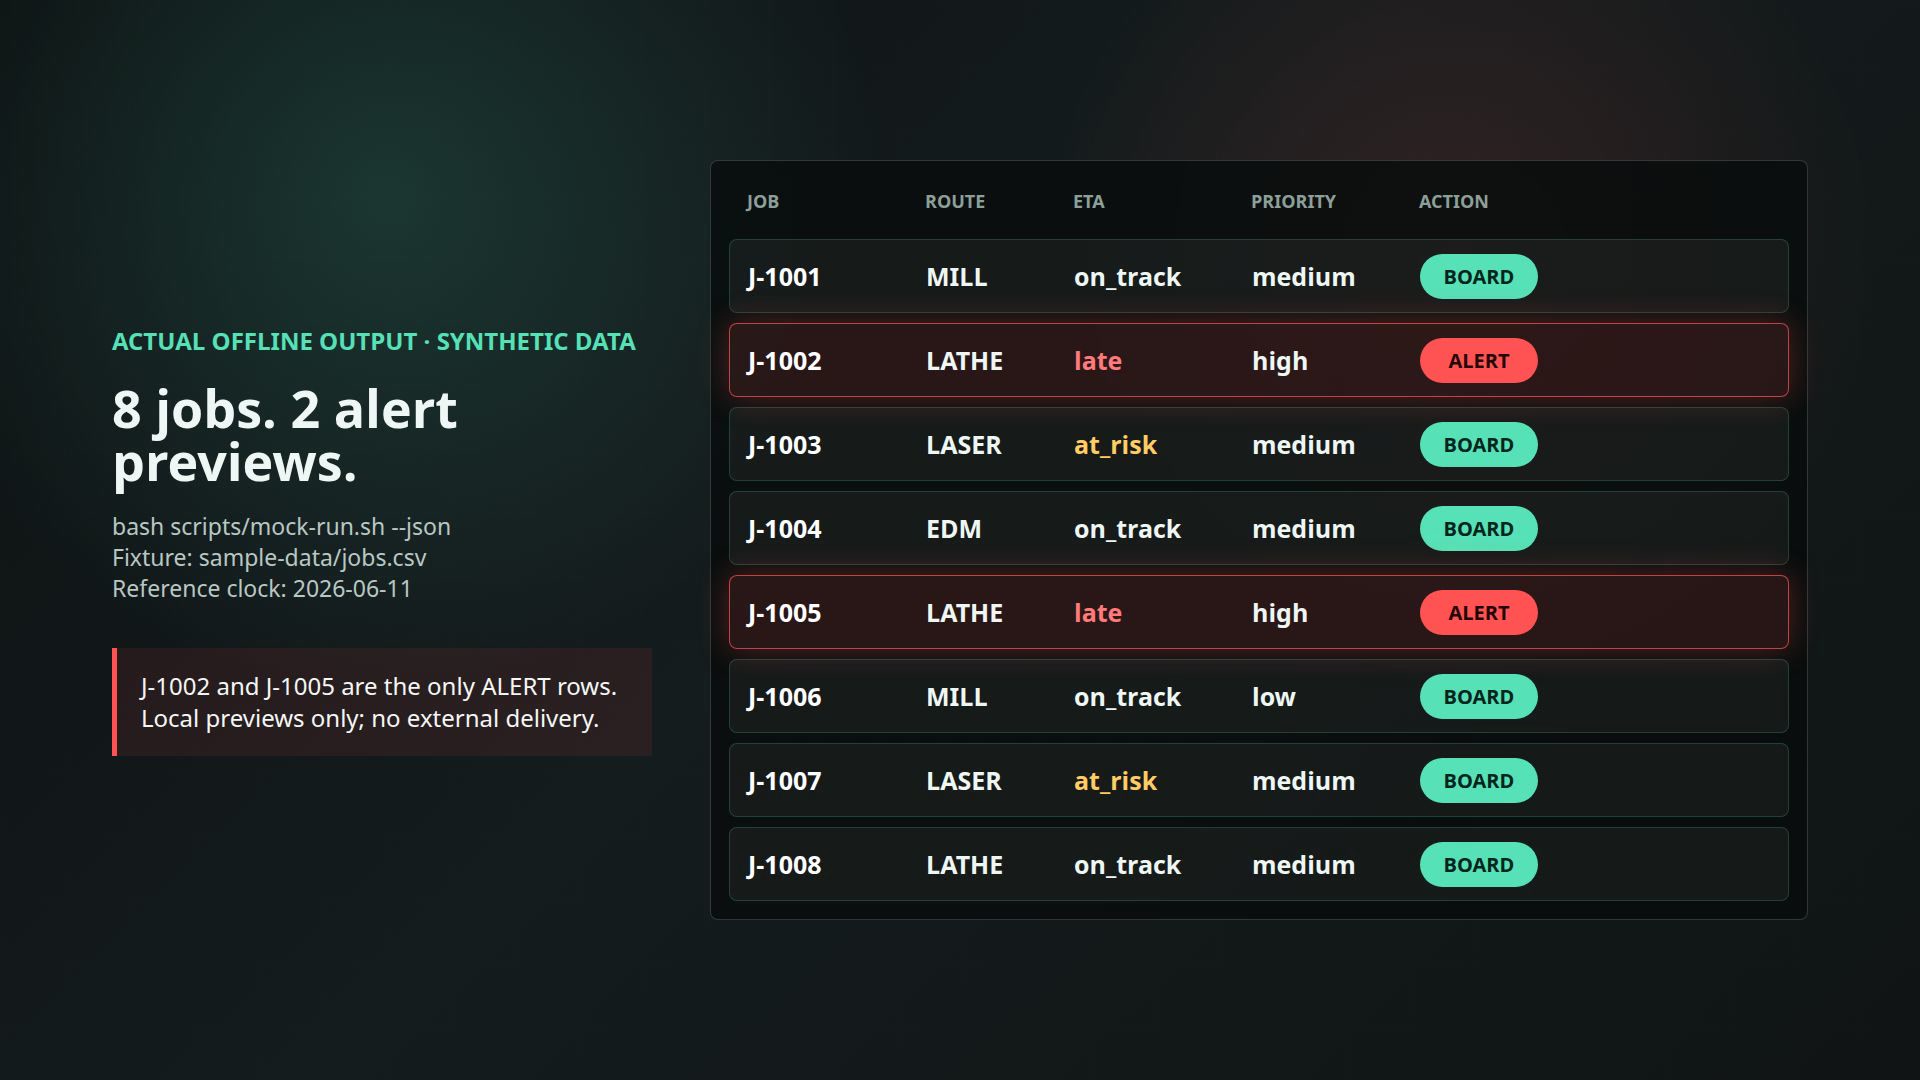 ACTUAL OFFLINE OUTPUT · SYNTHETIC DATA
8 jobs. 2 alert
previews.
bash scripts/mock-run.sh --json
Fixture: sample-data/jobs.csv
Reference clock: 2026-06-11
J-1002 and J-1005 are the only ALERT rows.
Local previews only; no external delivery.
JOB ROUTE ETA PRIORITY ACTION
J-1001 MILL on_track medium BOARD
J-1002 LATHE late high ALERT
J-1003 LASER at_risk medium BOARD
J-1004 EDM on_track medium BOARD
J-1005 LATHE late high ALERT
J-1006 MILL on_track low BOARD
J-1007 LASER at_risk medium BOARD
J-1008 LATHE on_track medium BOARD